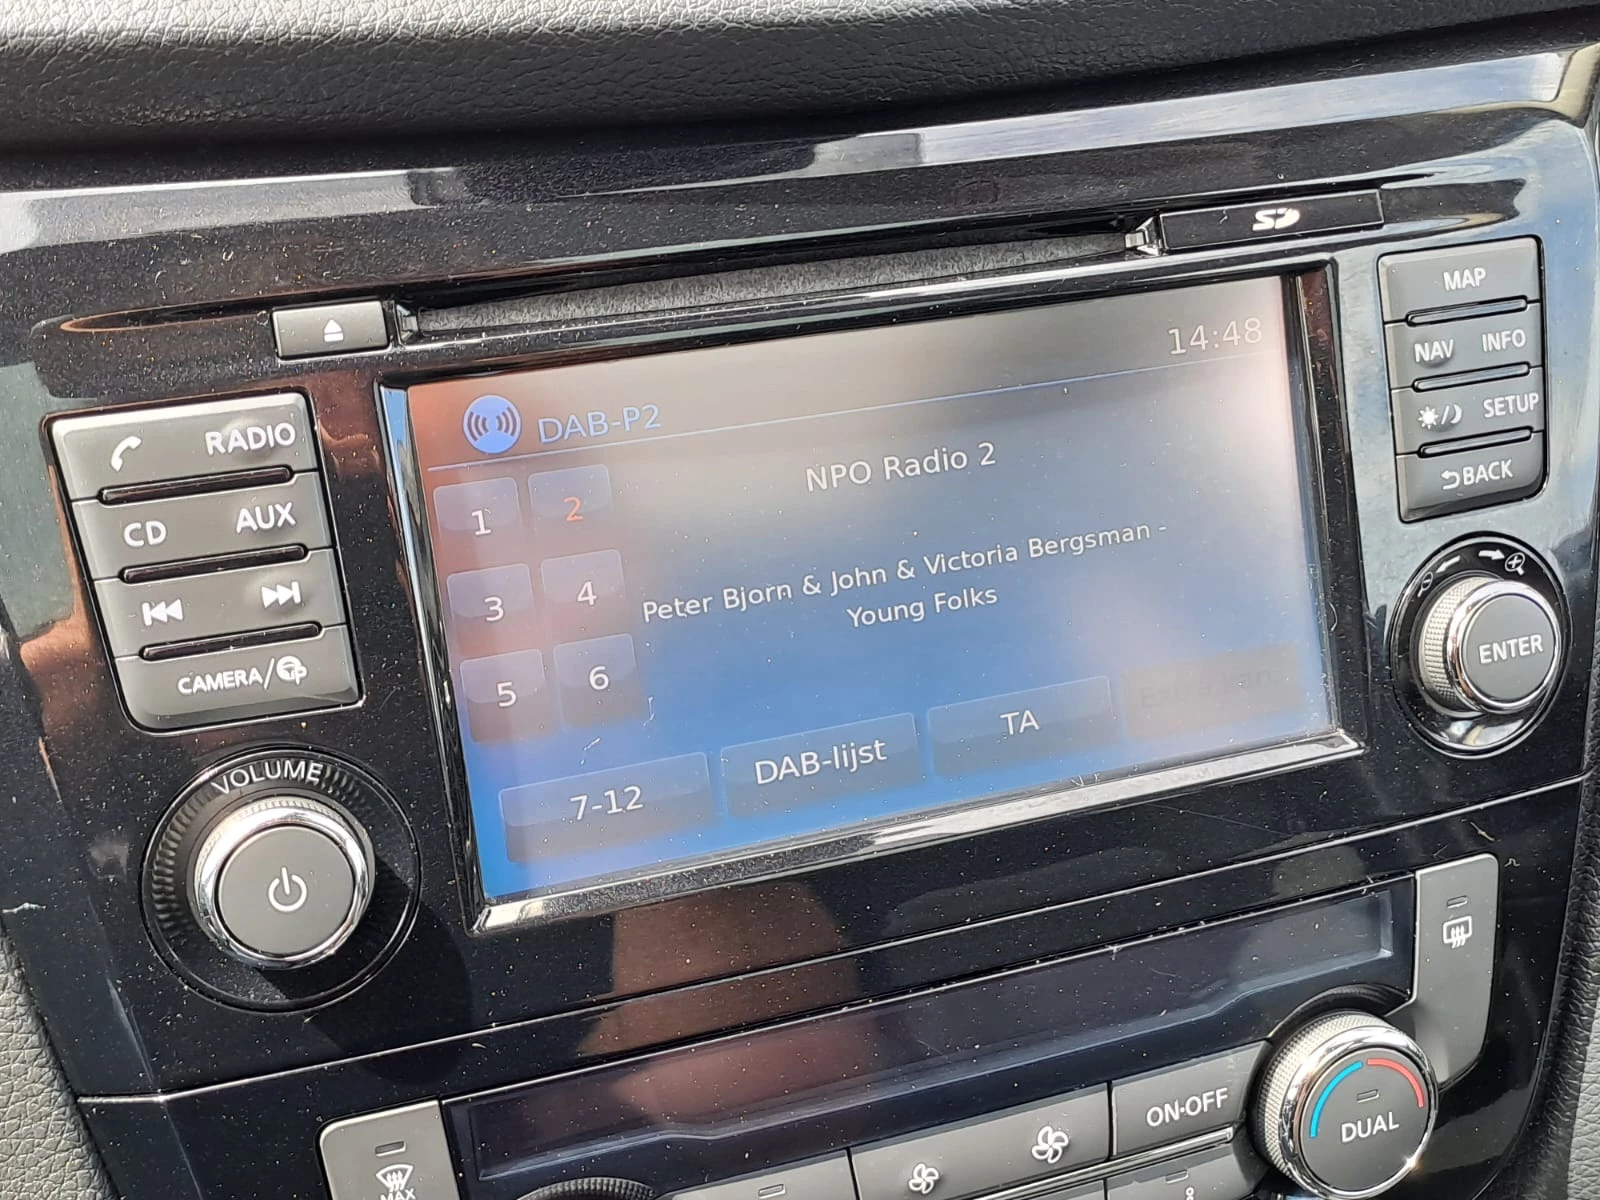 SD
MAP
NAV INFO
SETUP
BACK
ENTER
RADIO
CD AUX
CAMERA/
VOLUME
14:48
DAB-P2
NPO Radio 2
1 2
3 4
5 6
Peter Bjorn & John & Victoria Bergsman -
Young Folks
7-12 DAB-lijst TA
ON·OFF
DUAL
MAX